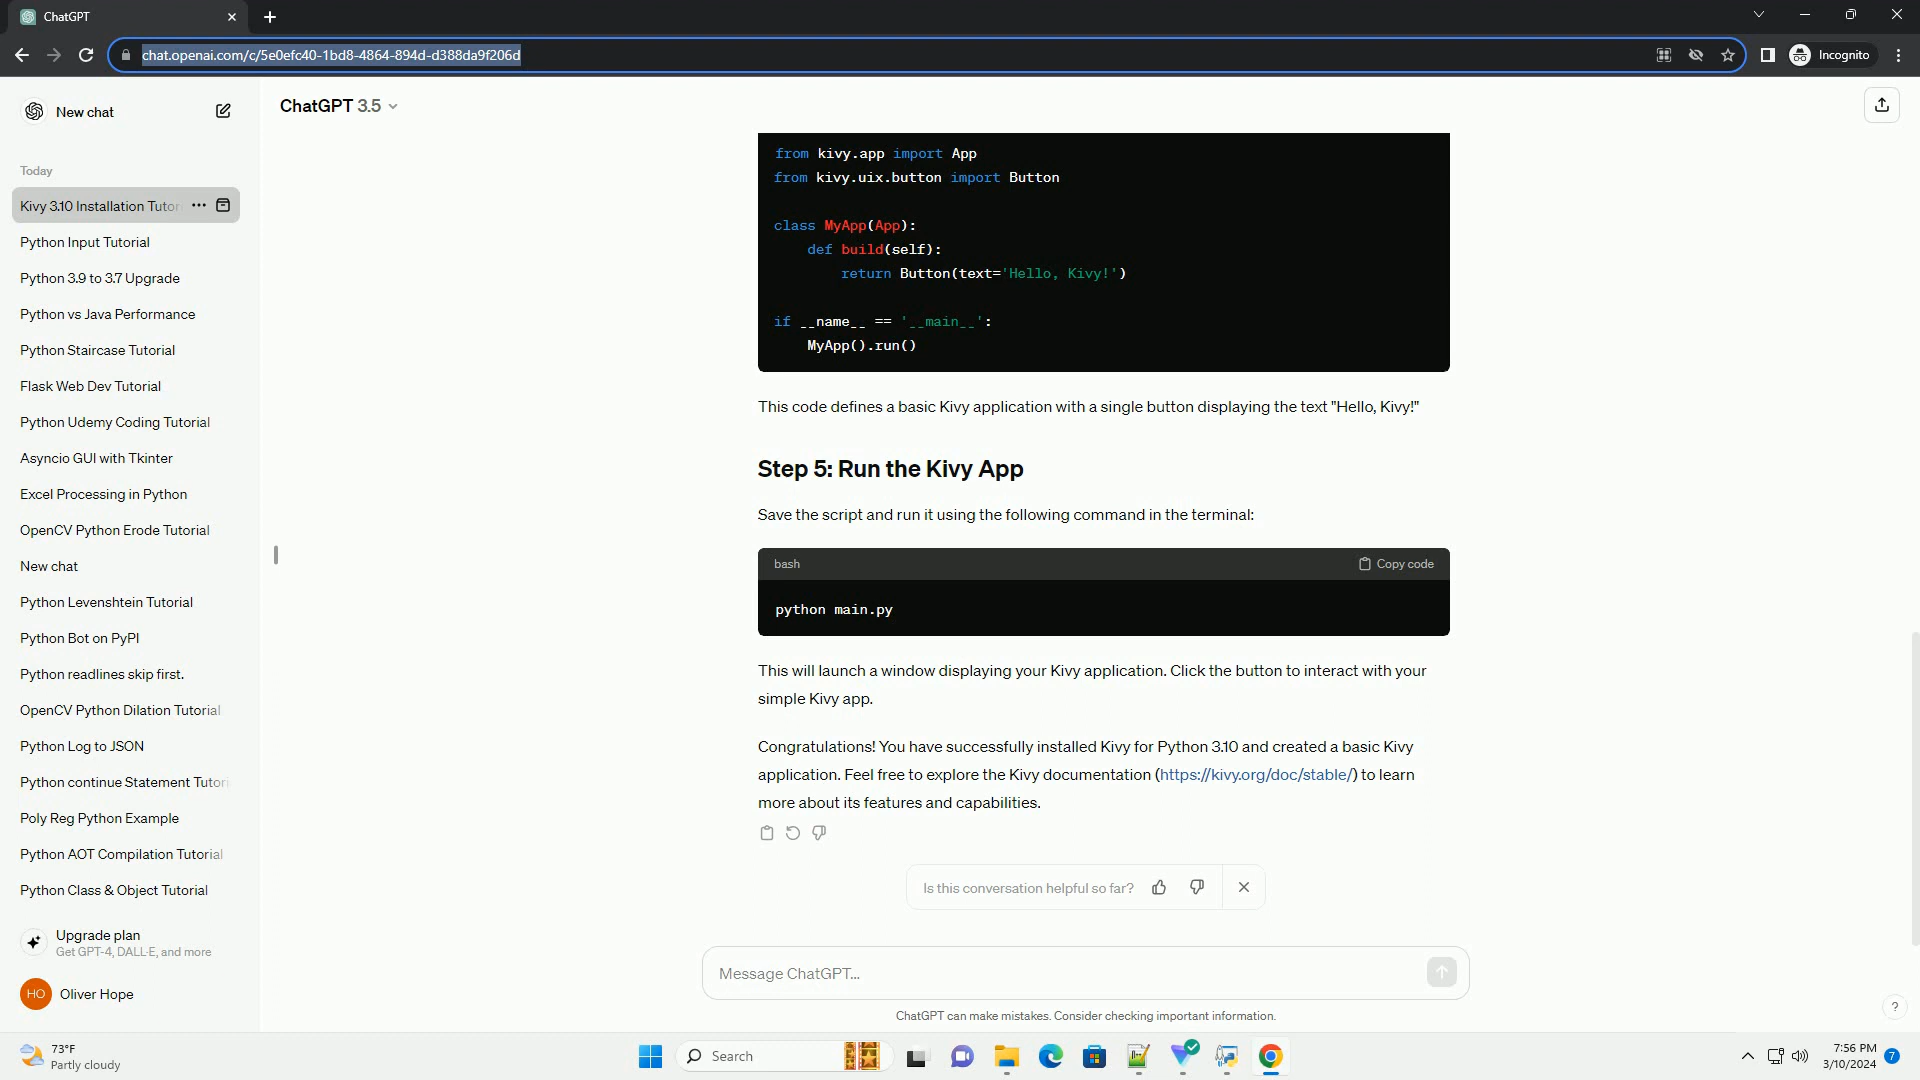 ChatGPT
chat.openai.com/c/5e0efc40-1bd8-4864-894d-d388da9f206d
Incognito
New chat
Today
Kivy 3.10 Installation Tutor
Python Input Tutorial
Python 3.9 to 3.7 Upgrade
Python vs Java Performance
Python Staircase Tutorial
Flask Web Dev Tutorial
Python Udemy Coding Tutorial
Asyncio GUI with Tkinter
Excel Processing in Python
OpenCV Python Erode Tutorial
New chat
Python Levenshtein Tutorial
Python Bot on PyPI
Python readlines skip first.
OpenCV Python Dilation Tutorial
Python Log to JSON
Python continue Statement Tutori
Poly Reg Python Example
Python AOT Compilation Tutorial
Python Class & Object Tutorial
Upgrade plan
Get GPT-4, DALL·E, and more
HO Oliver Hope
ChatGPT 3.5
from kivy.app import App
from kivy.uix.button import Button
class MyApp(App):
def build(self):
return Button(text='Hello, Kivy!')
if __name__ == '__main__':
MyApp().run()
This code defines a basic Kivy application with a single button displaying the text "Hello, Kivy!"
Step 5: Run the Kivy App
Save the script and run it using the following command in the terminal:
bash Copy code
python main.py
This will launch a window displaying your Kivy application. Click the button to interact with your
simple Kivy app.
Congratulations! You have successfully installed Kivy for Python 3.10 and created a basic Kivy
application. Feel free to explore the Kivy documentation (https://kivy.org/doc/stable/) to learn
more about its features and capabilities.
Is this conversation helpful so far?
Message ChatGPT...
ChatGPT can make mistakes. Consider checking important information.
?
73°F
Partly cloudy
Search
7:56 PM
3/10/2024
7